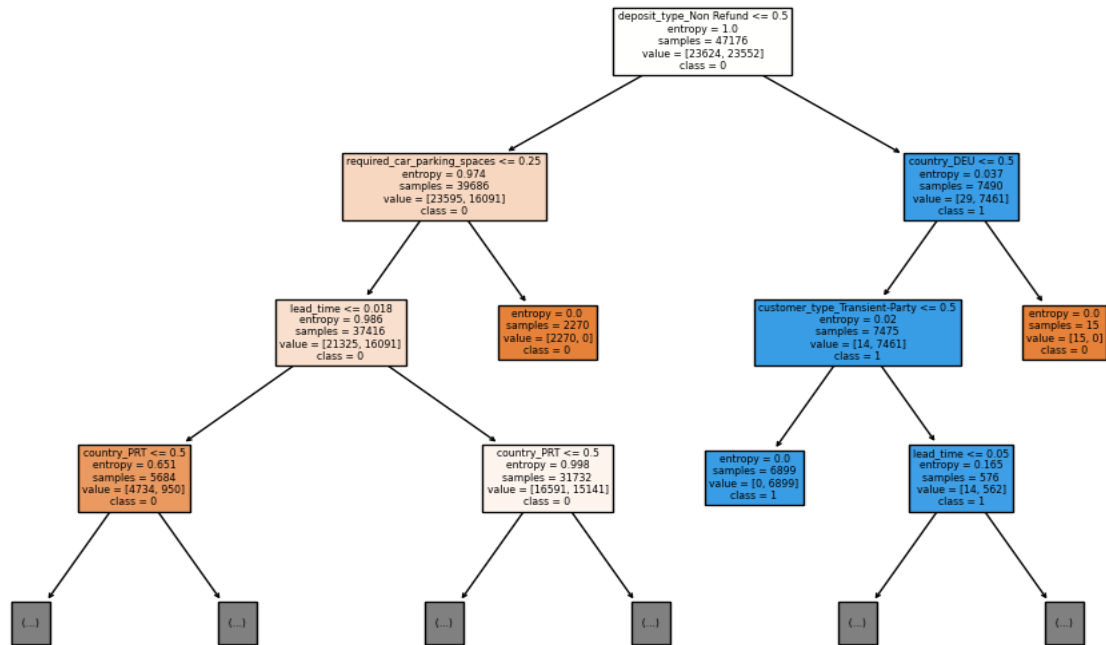 deposit_type_Non Refund <= 0.5
entropy = 1.0
samples = 47176
value = [23624, 23552]
class = 0
required_car_parking_spaces <= 0.25
entropy = 0.974
samples = 39686
value = [23595, 16091]
class = 0
country_DEU <= 0.5
entropy = 0.037
samples = 7490
value = [29, 7461]
class = 1
lead_time <= 0.018
entropy = 0.986
samples = 37416
value = [21325, 16091]
class = 0
entropy = 0.0
samples = 2270
value = [2270, 0]
class = 0
customer_type_Transient-Party <= 0.5
entropy = 0.02
samples = 7475
value = [14, 7461]
class = 1
entropy = 0.0
samples = 15
value = [15, 0]
class = 0
country_PRT <= 0.5
entropy = 0.651
samples = 5684
value = [4734, 950]
class = 0
country_PRT <= 0.5
entropy = 0.998
samples = 31732
value = [16591, 15141]
class = 0
entropy = 0.0
samples = 6899
value = [0, 6899]
class = 1
lead_time <= 0.05
entropy = 0.165
samples = 576
value = [14, 562]
class = 1
(...)
(...)
(...)
(...)
(...)
(...)